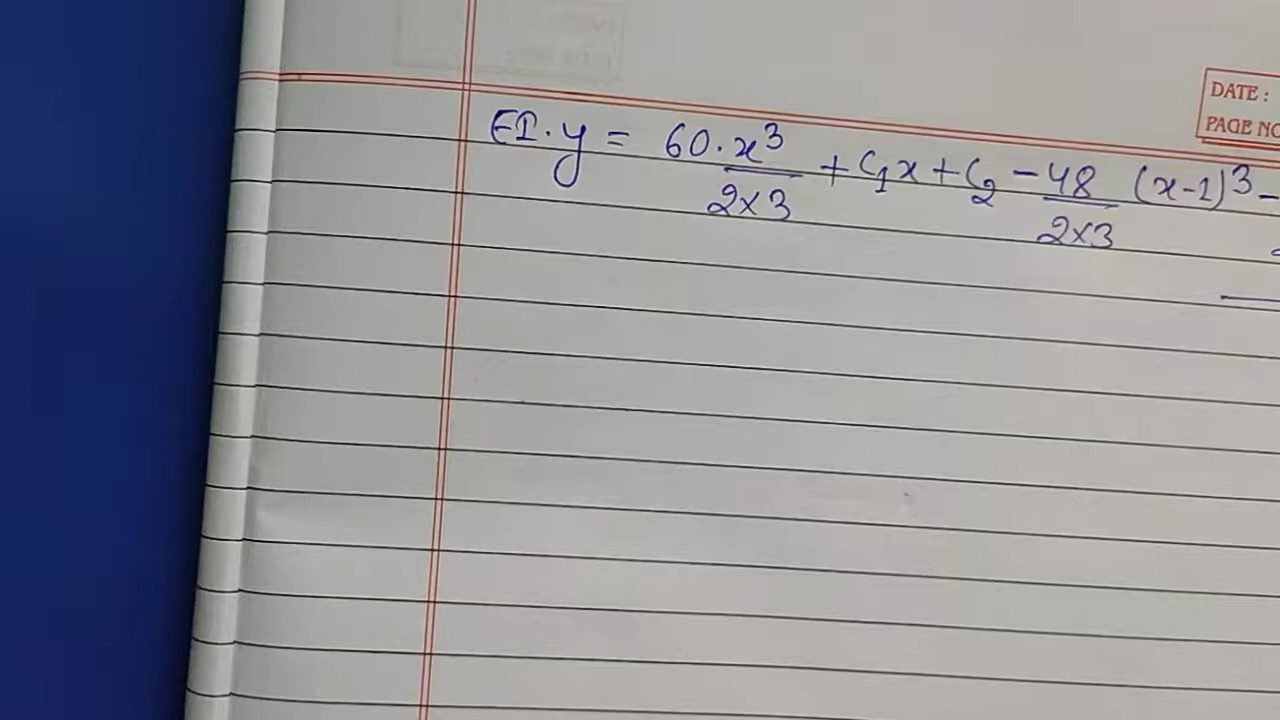 DATE :
PAGE NO
EI.y = 60.x³/2×3 + C₁x + C₂ - 48/2×3 (x-1)³ -